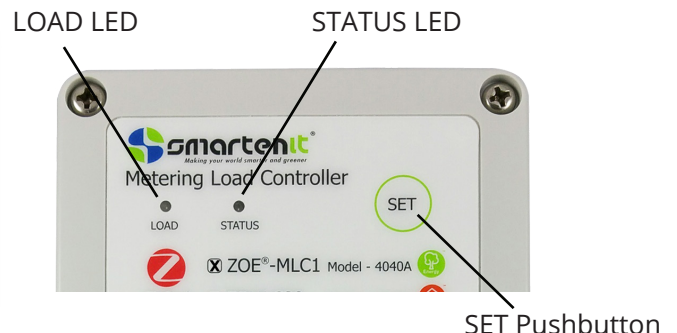 LOAD LED STATUS LED
smartenit®
Making your world smarter and greener
Metering Load Controller
LOAD STATUS SET
Z ZOE®-MLC1 Model - 4040A
SET Pushbutton